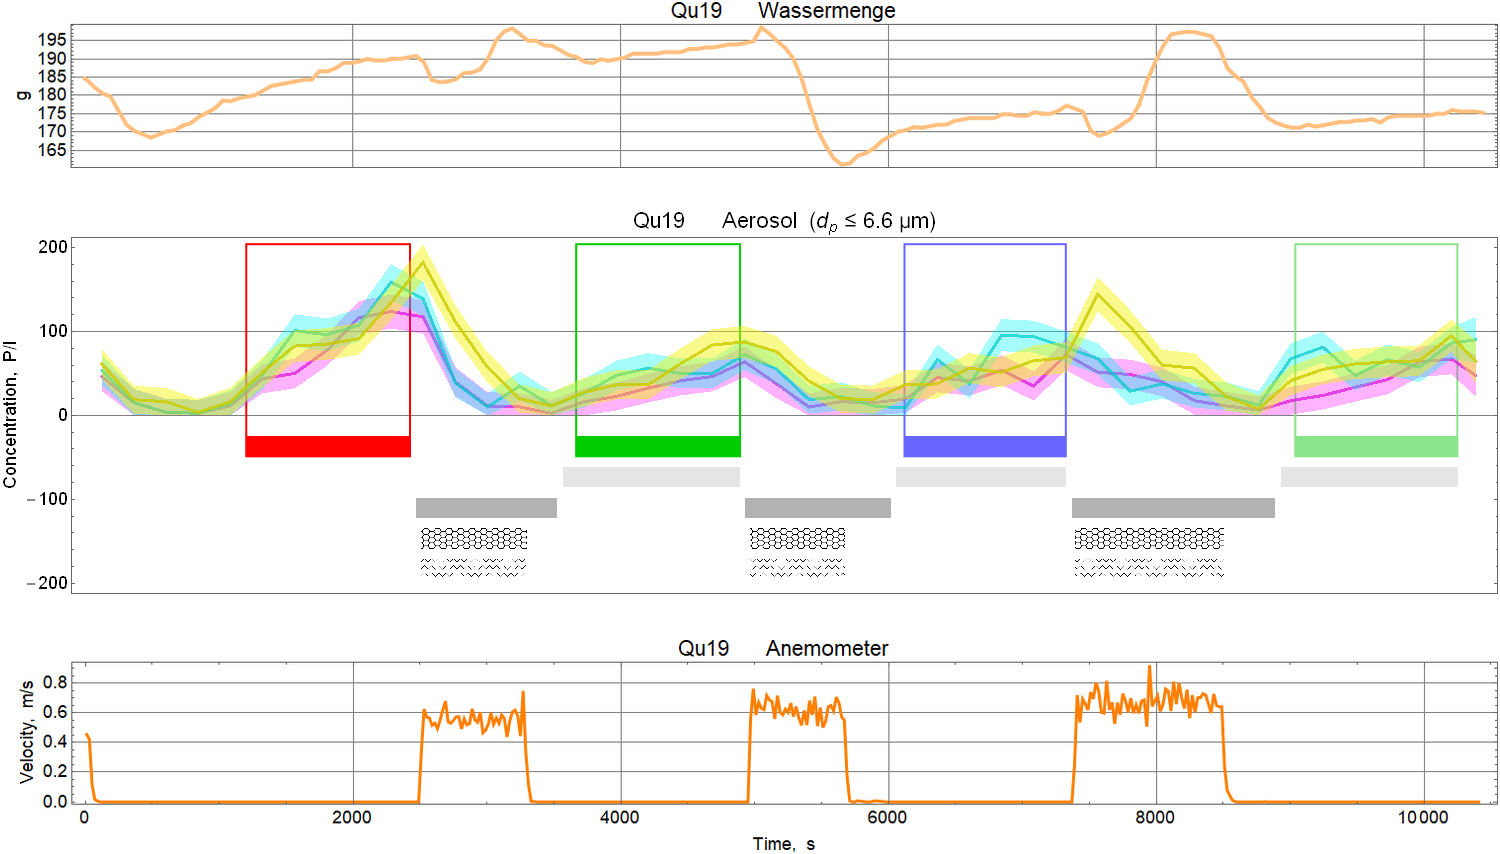 Qu19 Wassermenge
g
195
190
185
180
175
170
165
Qu19 Aerosol (dp ≤ 6.6 µm)
Concentration, P/l
200
100
0
−100
−200
Qu19 Anemometer
Velocity, m/s
0.8
0.6
0.4
0.2
0.0
0 2000 4000 6000 8000 10000
Time, s